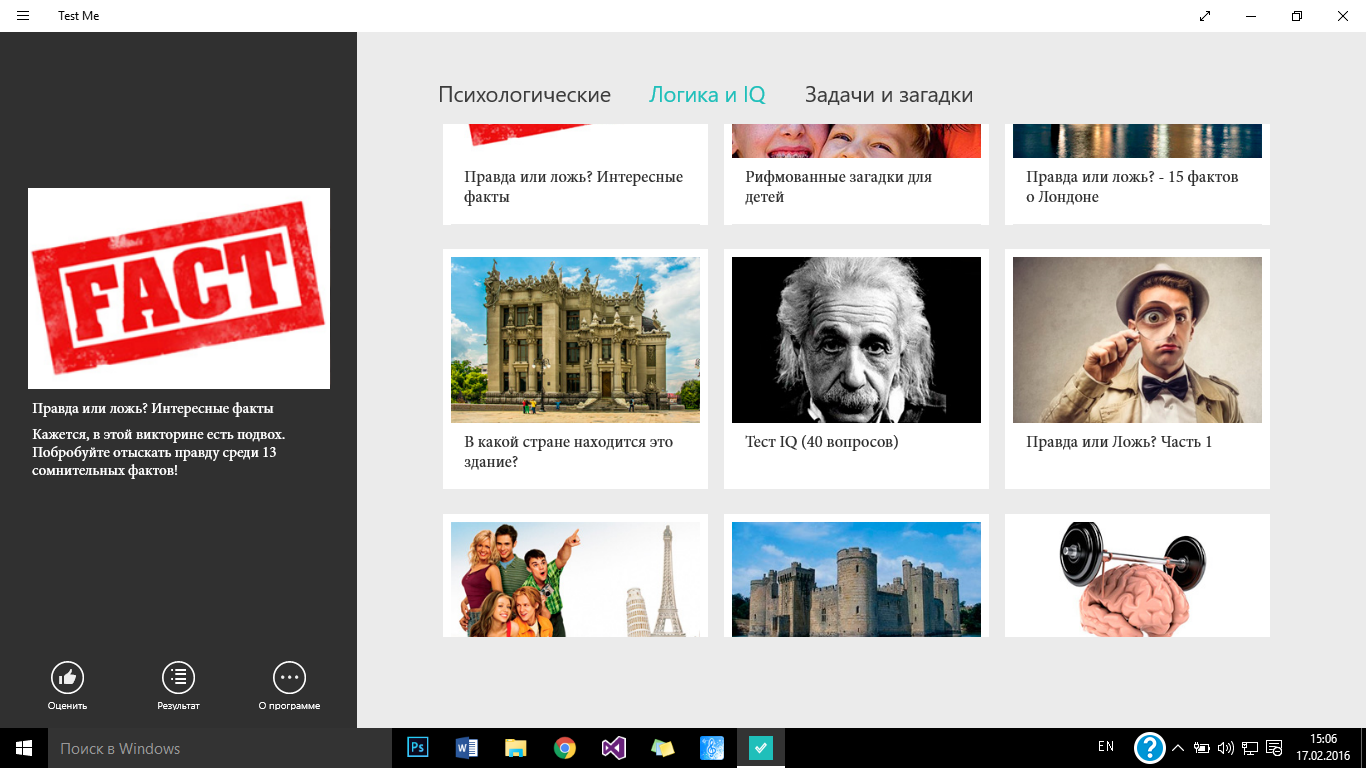 Test Me
FACT
Правда или ложь? Интересные факты
Кажется, в этой викторине есть подвох.
Побробуйте отыскать правду среди 13
сомнительных фактов!
Оценить
Результат
О программе
Психологические
Логика и IQ
Задачи и загадки
Правда или ложь? Интересные
факты
Рифмованные загадки для
детей
Правда или ложь? - 15 фактов
о Лондоне
В какой стране находится это
здание?
Тест IQ (40 вопросов)
Правда или Ложь? Часть 1
Поиск в Windows
Ps
W
EN
?
15:06
17.02.2016